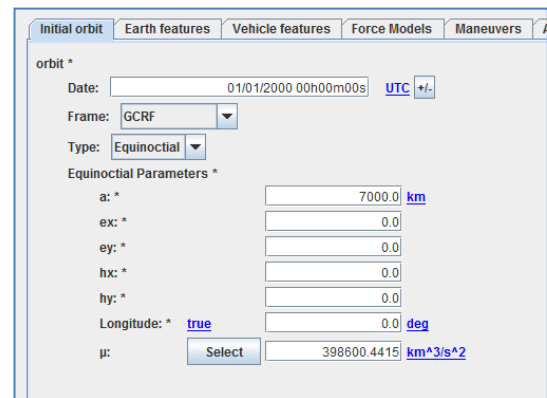 Initial orbit Earth features Vehicle features Force Models Maneuvers
orbit *
Date: 01/01/2000 00h00m00s UTC +/-
Frame: GCRF
Type: Equinoctial
Equinoctial Parameters *
a: * 7000.0 km
ex: * 0.0
ey: * 0.0
hx: * 0.0
hy: * 0.0
Longitude: * true 0.0 deg
μ: Select 398600.4415 km^3/s^2